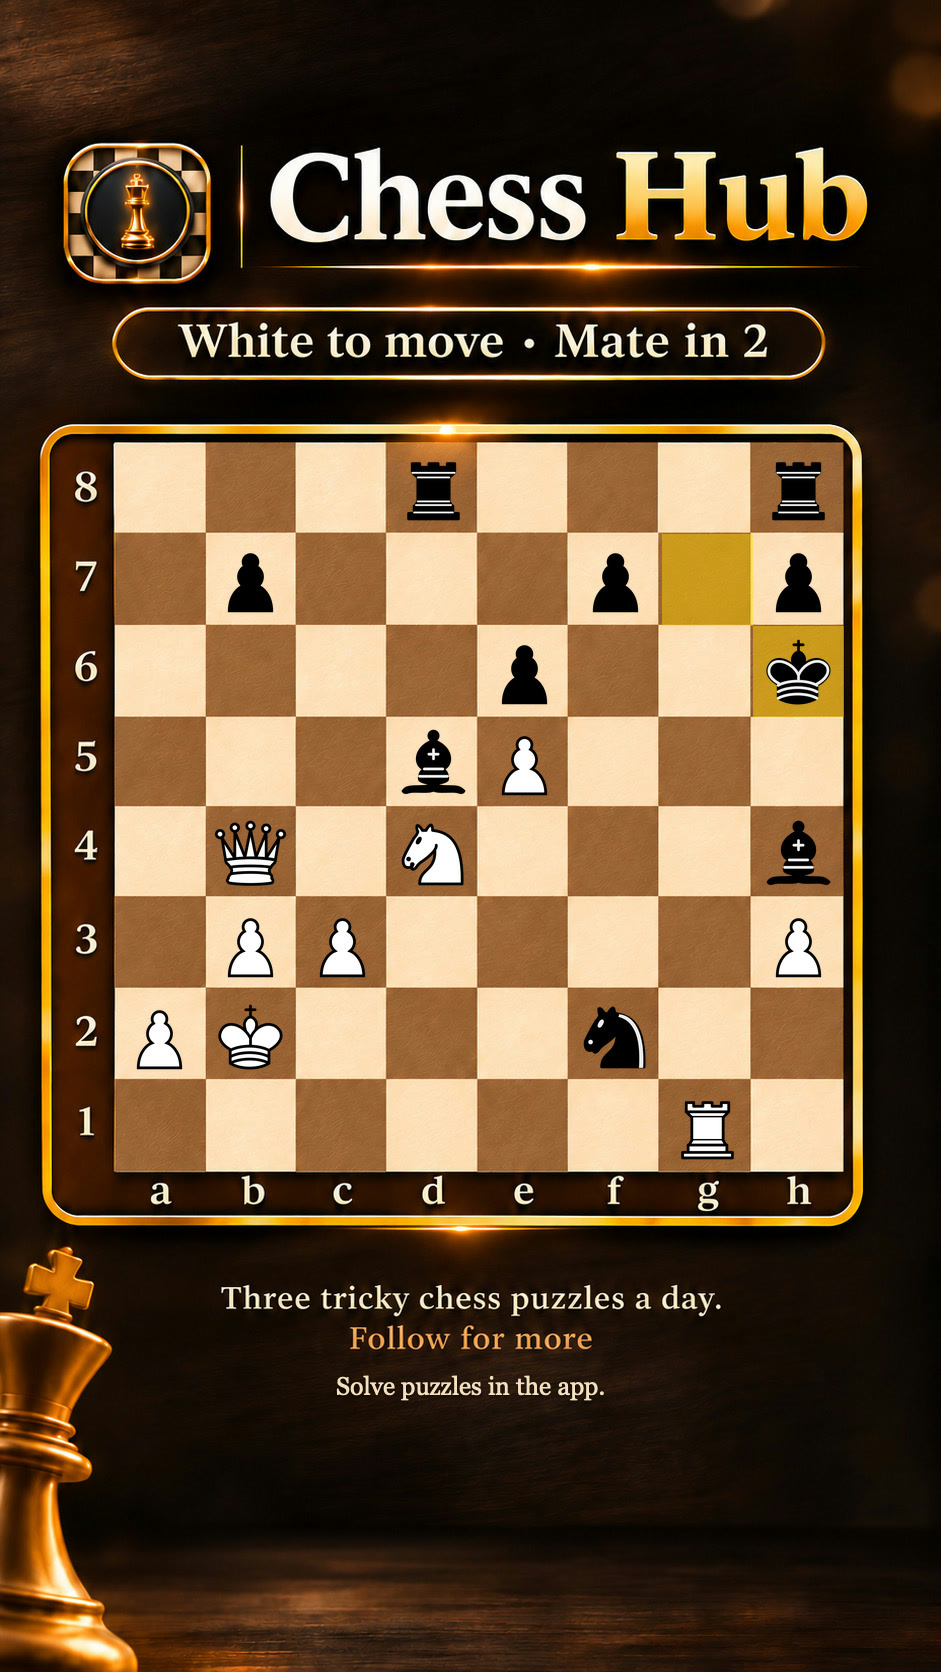 Chess Hub
White to move • Mate in 2
8
7
6
5
4
3
2
1
a b c d e f g h
Three tricky chess puzzles a day.
Follow for more
Solve puzzles in the app.